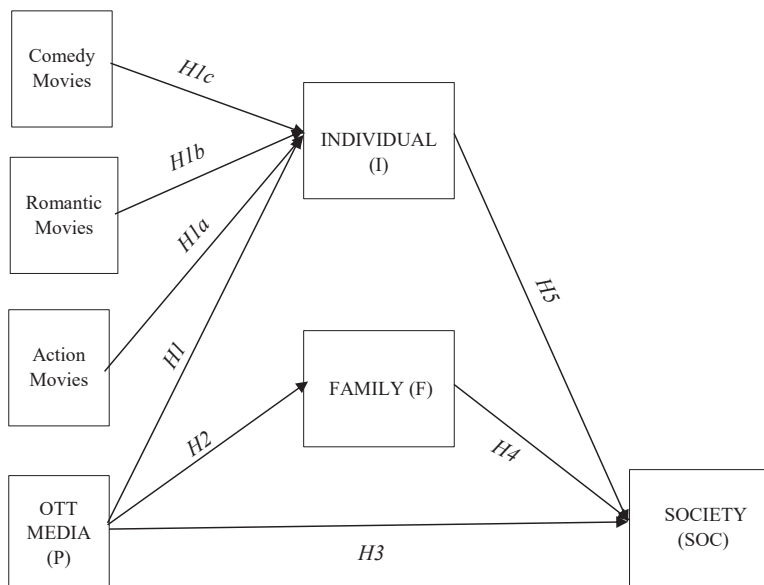 Comedy
Movies
H1c
INDIVIDUAL
(I)
H1b
Romantic
Movies
H1a
H5
Action
Movies
H1
FAMILY (F)
H2
H4
OTT
MEDIA
(P)
SOCIETY
(SOC)
H3